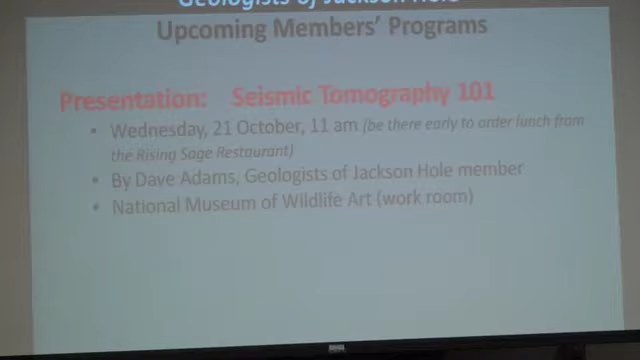 Geologists of Jackson Hole
Upcoming Members' Programs
Presentation: Seismic Tomography 101
• Wednesday, 21 October, 11 am (be there early to order lunch from
the Rising Sage Restaurant)
• By Dave Adams, Geologists of Jackson Hole member
• National Museum of Wildlife Art (work room)